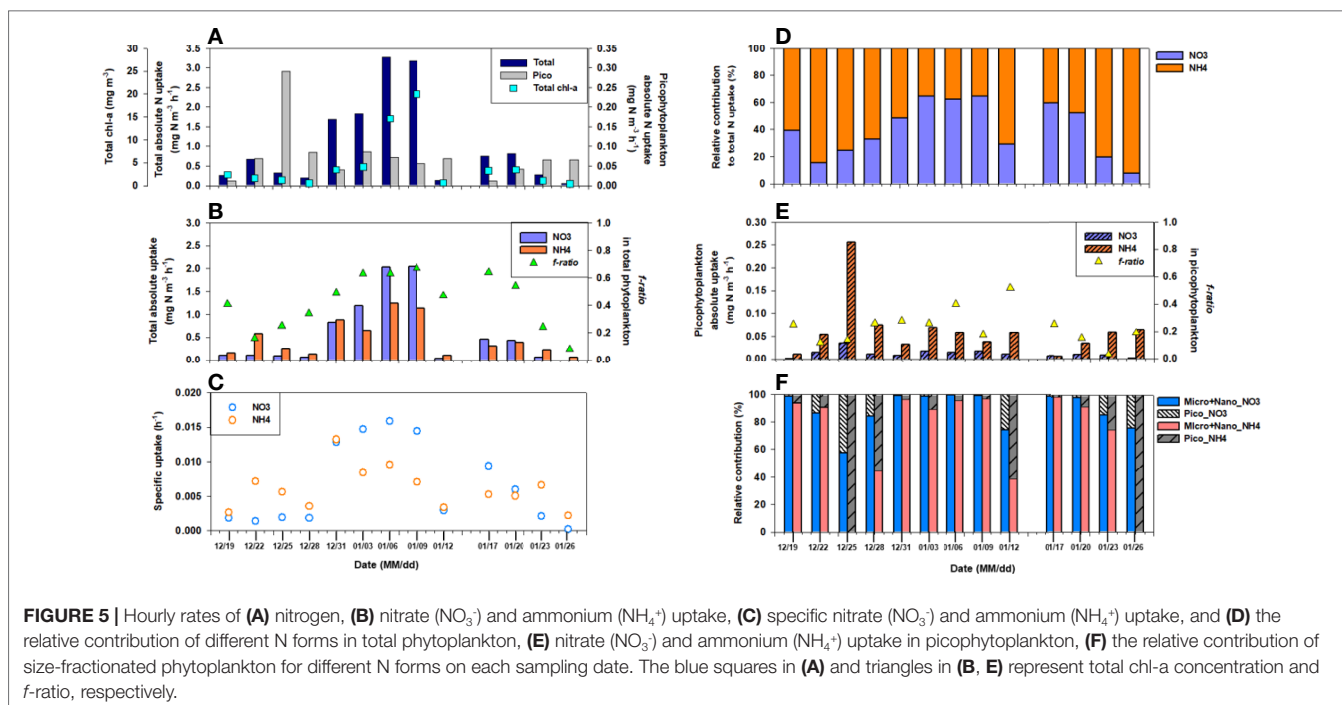 A
Total chl-a (mg m⁻³)
30
25
20
15
10
5
0
Total absolute N uptake
(mg N m⁻³ h⁻¹)
3.5
3.0
2.5
2.0
1.5
1.0
0.5
0.0
Total
Pico
Total chl-a
0.35
0.30
0.25
0.20
0.15
0.10
0.05
0.00
Picophytoplankton
absolute N uptake
(mg N m⁻³ h⁻¹)
B
Total absolute uptake
(mg N m⁻³ h⁻¹)
3.0
2.5
2.0
1.5
1.0
0.5
0.0
NO3
NH4
f-ratio
1.0
0.8
0.6
0.4
0.2
0.0
f-ratio
in total phytoplankton
C
Specific uptake (h⁻¹)
0.020
0.015
0.010
0.005
0.000
NO3
NH4
12/19 12/22 12/25 12/28 12/31 01/03 01/06 01/09 01/12 01/17 01/20 01/23 01/26
Date (MM/dd)
D
Relative contribution
to total N uptake (%)
100
80
60
40
20
0
NO3
NH4
E
Picophytoplankton
absolute uptake
(mg N m⁻³ h⁻¹)
0.30
0.25
0.20
0.15
0.10
0.05
0.00
NO3
NH4
f-ratio
1.0
0.8
0.6
0.4
0.2
0.0
f-ratio
in picophytoplankton
F
Relative contribution (%)
100
80
60
40
20
0
Micro+Nano_NO3
Pico_NO3
Micro+Nano_NH4
Pico_NH4
12/19 12/22 12/25 12/28 12/31 01/03 01/06 01/09 01/12 01/17 01/20 01/23 01/26
Date (MM/dd)
FIGURE 5 | Hourly rates of (A) nitrogen, (B) nitrate (NO₃⁻) and ammonium (NH₄⁺) uptake, (C) specific nitrate (NO₃⁻) and ammonium (NH₄⁺) uptake, and (D) the
relative contribution of different N forms in total phytoplankton, (E) nitrate (NO₃⁻) and ammonium (NH₄⁺) uptake in picophytoplankton, (F) the relative contribution of
size-fractionated phytoplankton for different N forms on each sampling date. The blue squares in (A) and triangles in (B, E) represent total chl-a concentration and
f-ratio, respectively.